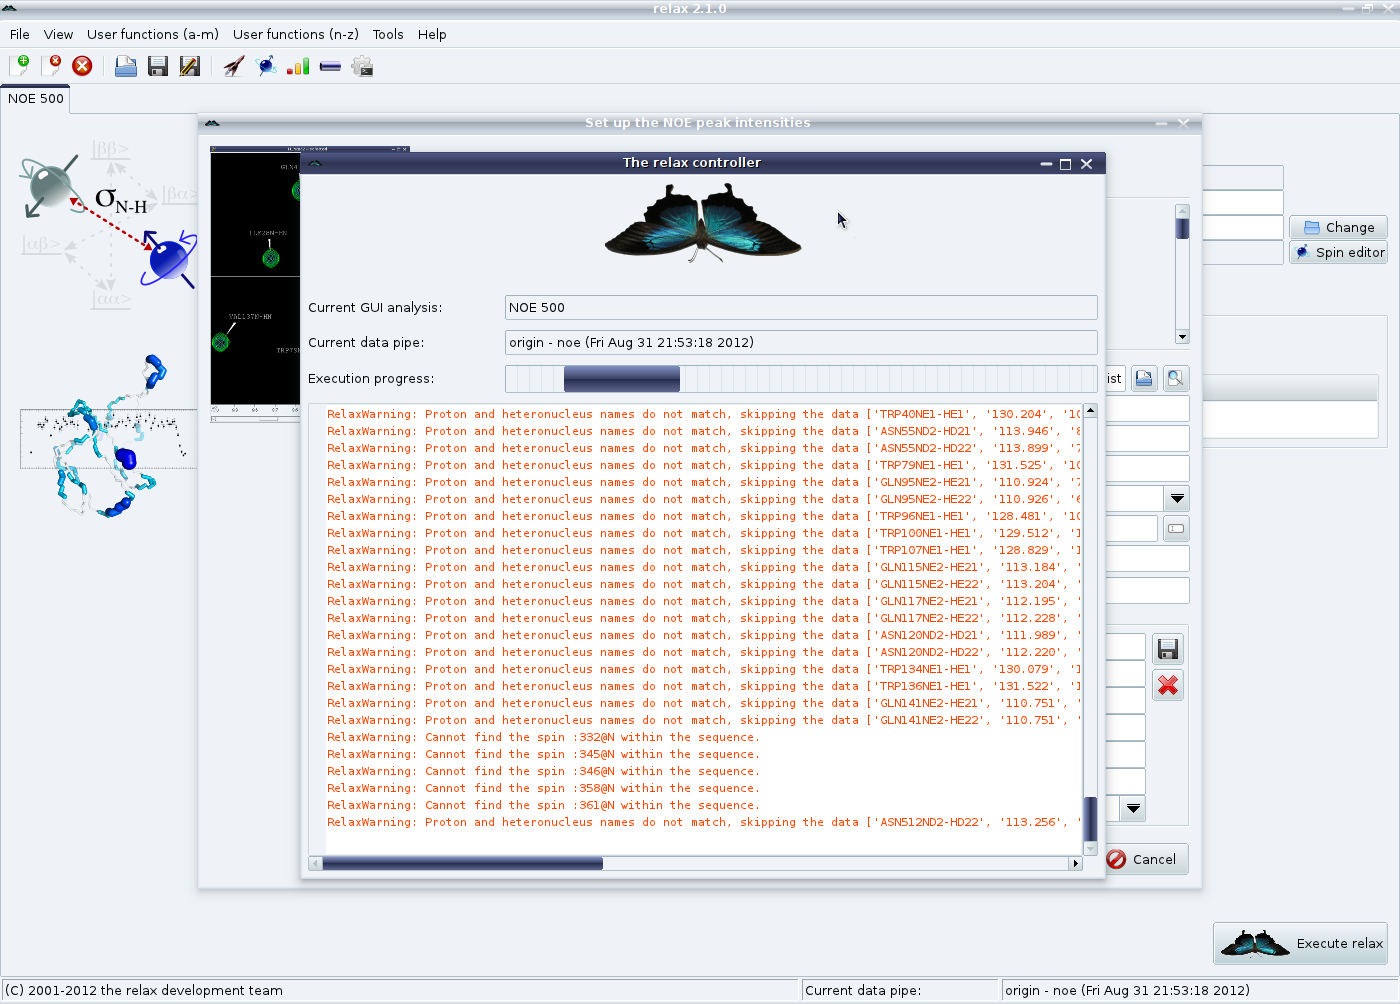 relax 2.1.0
File View User functions (a-m) User functions (n-z) Tools Help
NOE 500
Set up the NOE peak intensities
The relax controller
|ββ>
σN-H
|βα>
|αβ>
|αα>
VAL137N-HN
Change
Spin editor
Current GUI analysis: NOE 500
Current data pipe: origin - noe (Fri Aug 31 21:53:18 2012)
Execution progress:
ist
RelaxWarning: Proton and heteronucleus names do not match, skipping the data ['TRP40NE1-HE1', '130.204', '10
RelaxWarning: Proton and heteronucleus names do not match, skipping the data ['ASN55ND2-HD21', '113.946', '8
RelaxWarning: Proton and heteronucleus names do not match, skipping the data ['ASN55ND2-HD22', '113.899', '7
RelaxWarning: Proton and heteronucleus names do not match, skipping the data ['TRP79NE1-HE1', '131.525', '10
RelaxWarning: Proton and heteronucleus names do not match, skipping the data ['GLN95NE2-HE21', '110.924', '7
RelaxWarning: Proton and heteronucleus names do not match, skipping the data ['GLN95NE2-HE22', '110.926', '6
RelaxWarning: Proton and heteronucleus names do not match, skipping the data ['TRP96NE1-HE1', '128.481', '10
RelaxWarning: Proton and heteronucleus names do not match, skipping the data ['TRP100NE1-HE1', '129.512', '1
RelaxWarning: Proton and heteronucleus names do not match, skipping the data ['TRP107NE1-HE1', '128.829', '1
RelaxWarning: Proton and heteronucleus names do not match, skipping the data ['GLN115NE2-HE21', '113.184', '
RelaxWarning: Proton and heteronucleus names do not match, skipping the data ['GLN115NE2-HE22', '113.204', '
RelaxWarning: Proton and heteronucleus names do not match, skipping the data ['GLN117NE2-HE21', '112.195', '
RelaxWarning: Proton and heteronucleus names do not match, skipping the data ['GLN117NE2-HE22', '112.228', '
RelaxWarning: Proton and heteronucleus names do not match, skipping the data ['ASN120ND2-HD21', '111.989', '
RelaxWarning: Proton and heteronucleus names do not match, skipping the data ['ASN120ND2-HD22', '112.220', '
RelaxWarning: Proton and heteronucleus names do not match, skipping the data ['TRP134NE1-HE1', '130.079', '1
RelaxWarning: Proton and heteronucleus names do not match, skipping the data ['TRP136NE1-HE1', '131.522', '1
RelaxWarning: Proton and heteronucleus names do not match, skipping the data ['GLN141NE2-HE21', '110.751', '
RelaxWarning: Proton and heteronucleus names do not match, skipping the data ['GLN141NE2-HE22', '110.751', '
RelaxWarning: Cannot find the spin :332@N within the sequence.
RelaxWarning: Cannot find the spin :345@N within the sequence.
RelaxWarning: Cannot find the spin :346@N within the sequence.
RelaxWarning: Cannot find the spin :358@N within the sequence.
RelaxWarning: Cannot find the spin :361@N within the sequence.
RelaxWarning: Proton and heteronucleus names do not match, skipping the data ['ASN512ND2-HD22', '113.256', '
Cancel
Execute relax
(C) 2001-2012 the relax development team Current data pipe: origin - noe (Fri Aug 31 21:53:18 2012)